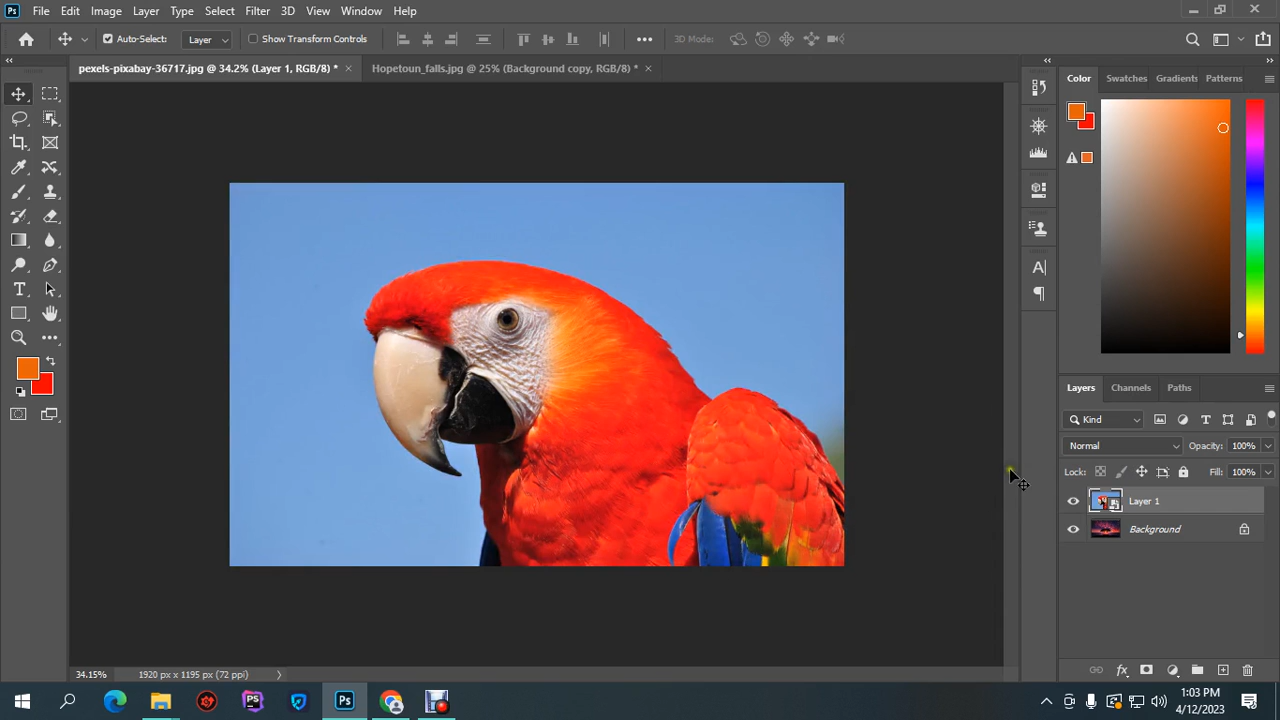 Ps File Edit Image Layer Type Select Filter 3D View Window Help
Auto-Select: Layer Show Transform Controls 3D Mode:
pexels-pixabay-36717.jpg @ 34.2% (Layer 1, RGB/8) * Hopetoun_falls.jpg @ 25% (Background copy, RGB/8) *
Color Swatches Gradients Patterns
Layers Channels Paths
Kind
Normal Opacity: 100%
Lock: Fill: 100%
Layer 1
Background
34.15% 1920 px x 1195 px (72 ppi)
PS Ps
1:03 PM
4/12/2023